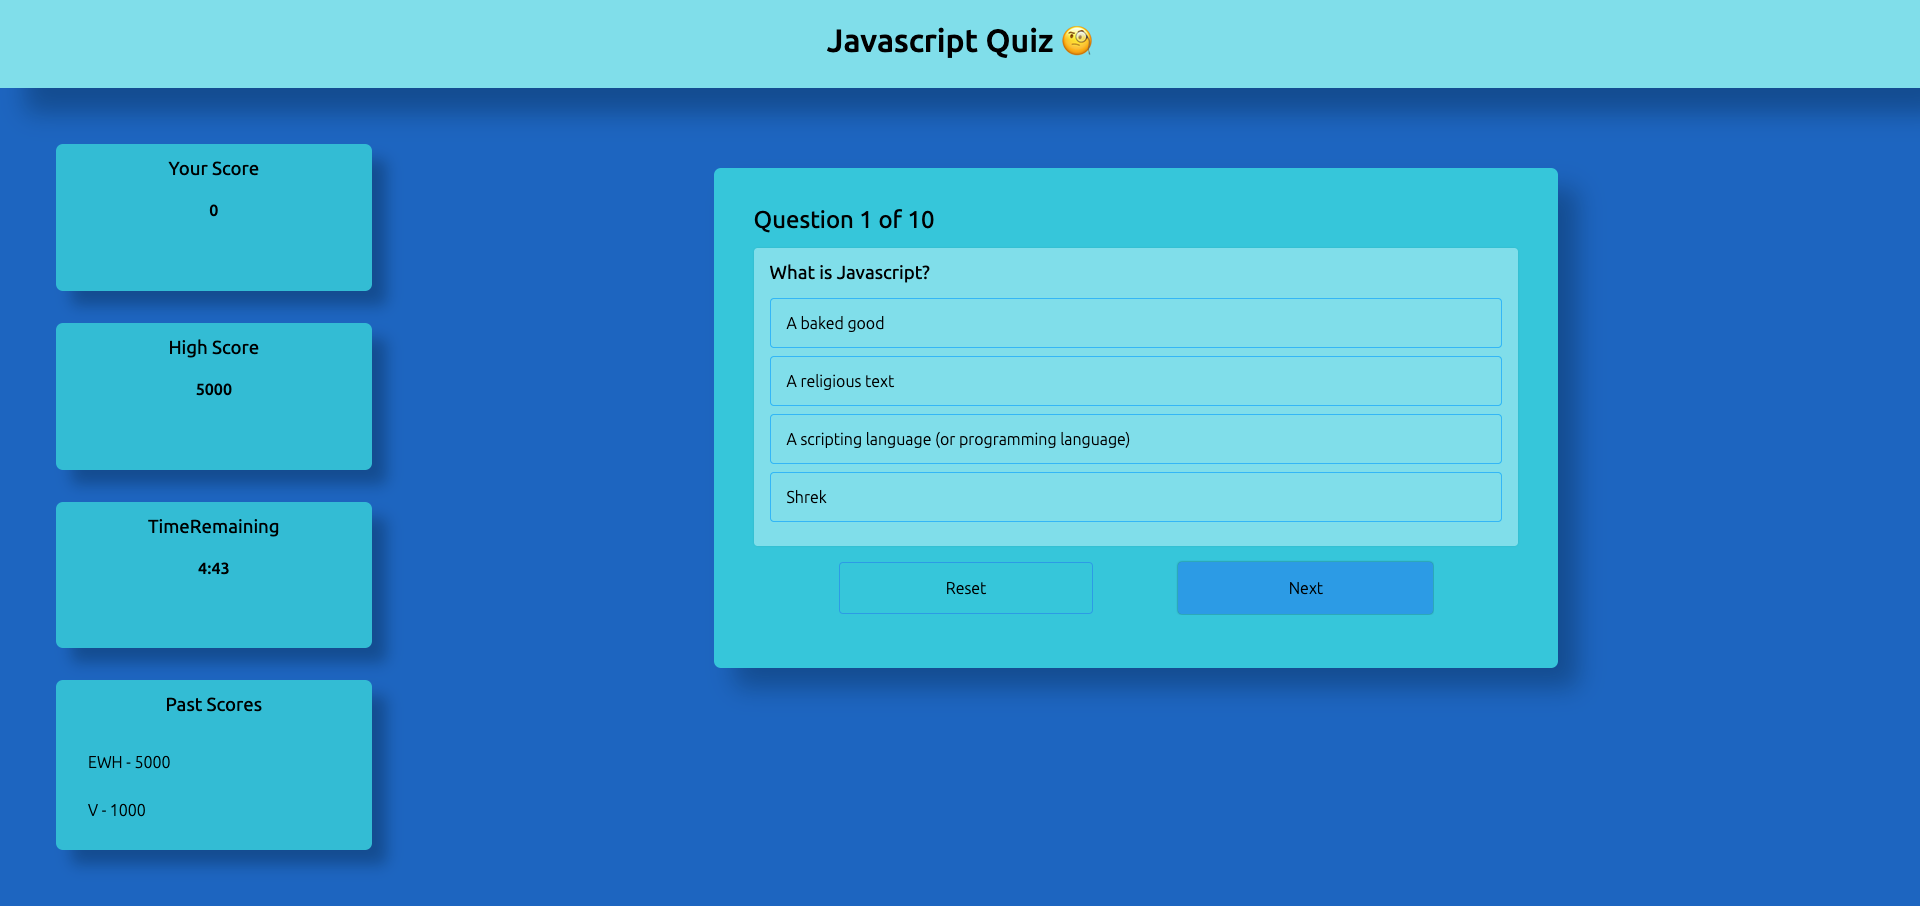 Javascript Quiz 🧐
Your Score
0
High Score
5000
TimeRemaining
4:43
Past Scores
EWH - 5000
V - 1000
Question 1 of 10
What is Javascript?
A baked good
A religious text
A scripting language (or programming language)
Shrek
Reset
Next